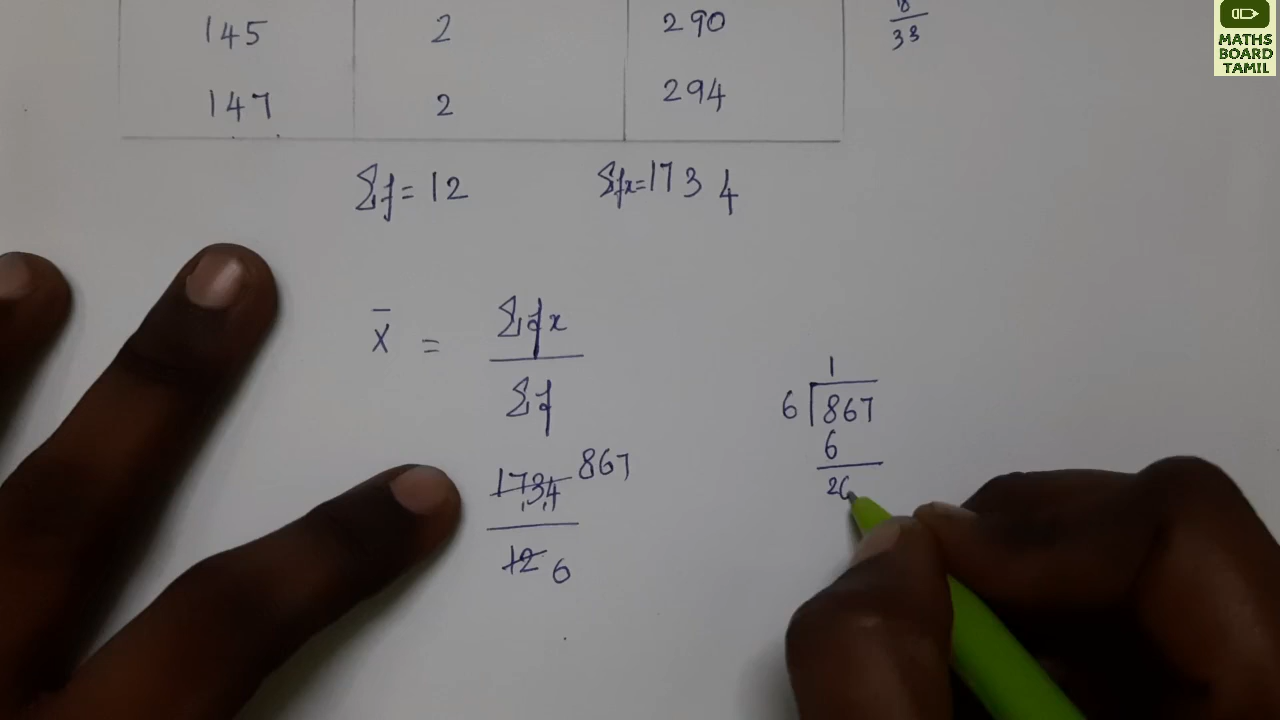 145 2 290
33
147 2 294
Σf = 12 Σfx = 1734
x̄ = Σfx / Σf
1734 867
12 6
1
6 867
6
26
MATHS
BOARD
TAMIL